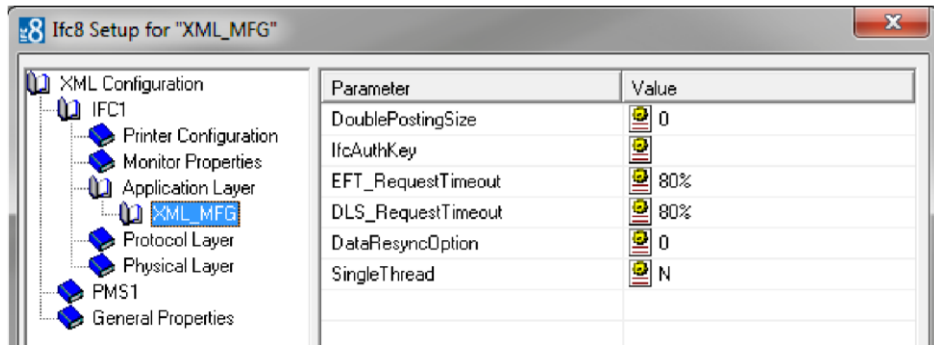 Ifc8 Setup for "XML_MFG"
XML Configuration
IFC1
Printer Configuration
Monitor Properties
Application Layer
XML_MFG
Protocol Layer
Physical Layer
PMS1
General Properties
Parameter Value
DoublePostingSize 0
IfcAuthKey
EFT_RequestTimeout 80%
DLS_RequestTimeout 80%
DataResyncOption 0
SingleThread N